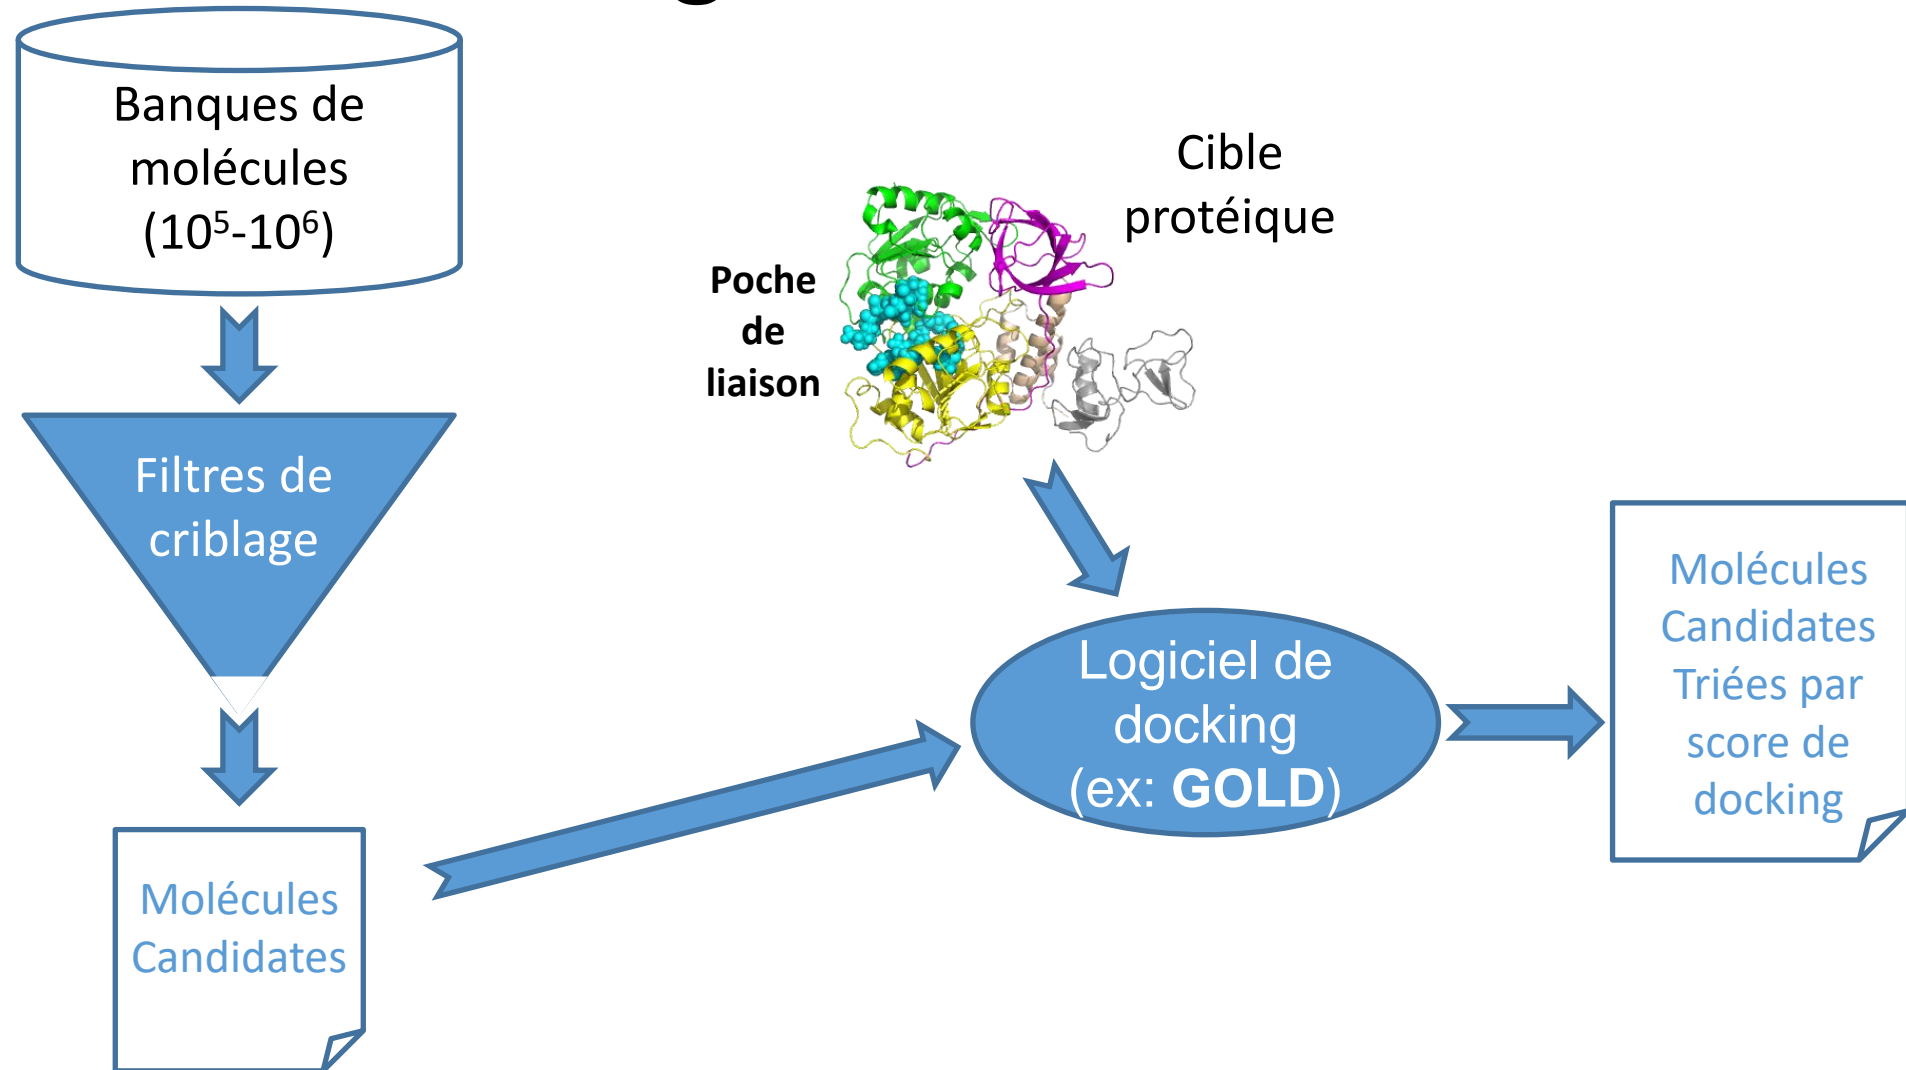 Banques de
molécules
(10⁵-10⁶)
Filtres de
criblage
Molécules
Candidates
Poche
de
liaison
Cible
protéique
Logiciel de
docking
(ex: GOLD)
Molécules
Candidates
Triées par
score de
docking